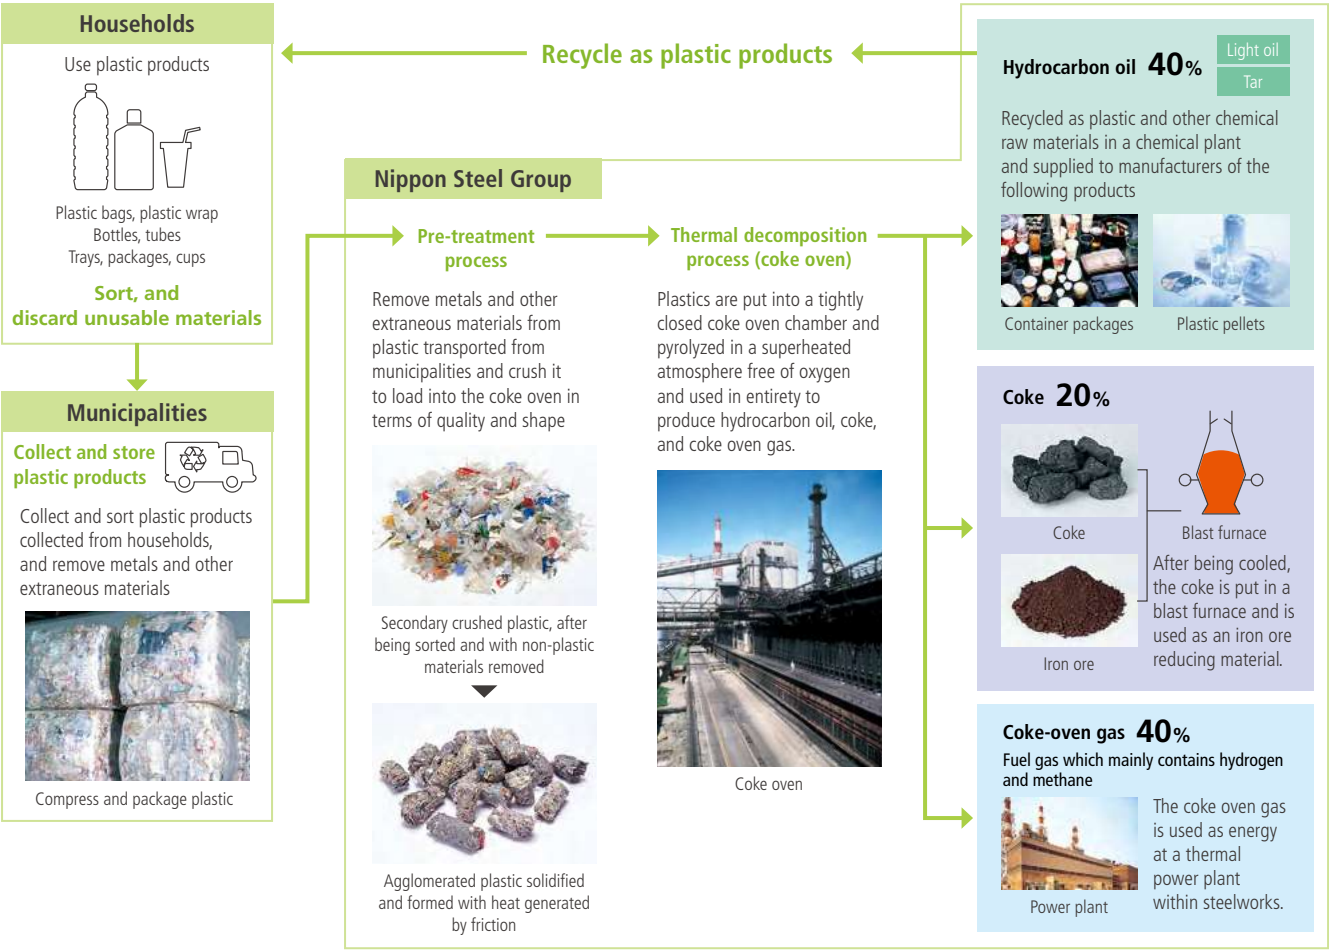 Households
Use plastic products
Plastic bags, plastic wrap
Bottles, tubes
Trays, packages, cups
Sort, and
discard unusable materials
Municipalities
Collect and store
plastic products
Collect and sort plastic products
collected from households,
and remove metals and other
extraneous materials
Compress and package plastic
Recycle as plastic products
Nippon Steel Group
Pre-treatment
process
Remove metals and other
extraneous materials from
plastic transported from
municipalities and crush it
to load into the coke oven in
terms of quality and shape
Secondary crushed plastic, after
being sorted and with non-plastic
materials removed
Agglomerated plastic solidified
and formed with heat generated
by friction
Thermal decomposition
process (coke oven)
Plastics are put into a tightly
closed coke oven chamber and
pyrolyzed in a superheated
atmosphere free of oxygen
and used in entirety to
produce hydrocarbon oil, coke,
and coke oven gas.
Coke oven
Hydrocarbon oil 40%
Light oil
Tar
Recycled as plastic and other chemical
raw materials in a chemical plant
and supplied to manufacturers of the
following products
Container packages
Plastic pellets
Coke 20%
Coke
Iron ore
Blast furnace
After being cooled,
the coke is put in a
blast furnace and is
used as an iron ore
reducing material.
Coke-oven gas 40%
Fuel gas which mainly contains hydrogen
and methane
Power plant
The coke oven gas
is used as energy
at a thermal
power plant
within steelworks.